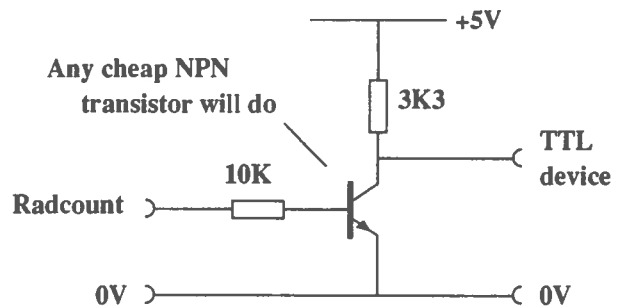 +5V
Any cheap NPN
transistor will do
3K3
TTL
device
10K
Radcount
0V
0V